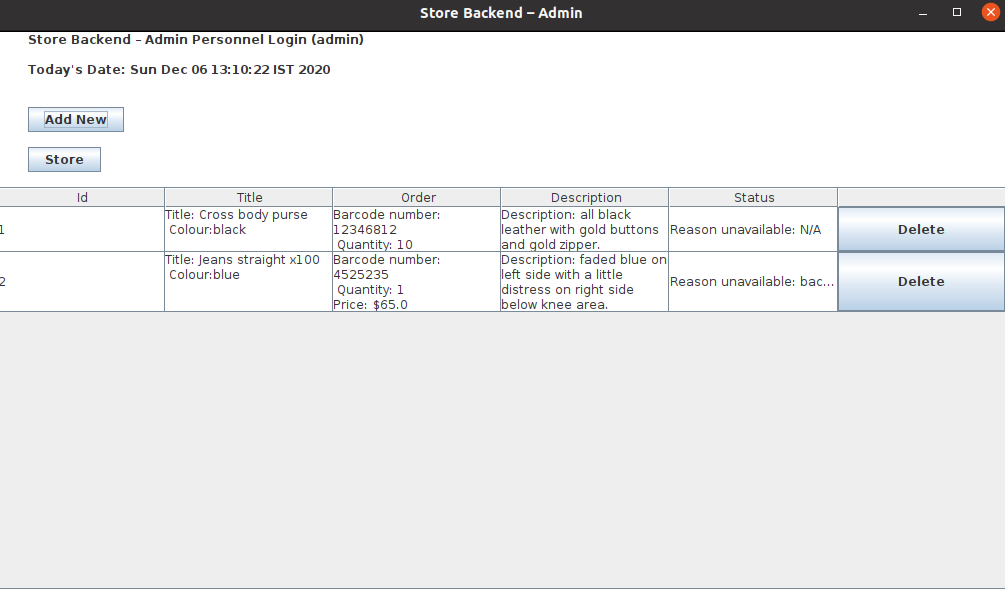 Store Backend – Admin
Store Backend – Admin Personnel Login (admin)
Today's Date: Sun Dec 06 13:10:22 IST 2020
Add New
Store
Id Title Order Description Status
1
Title: Cross body purse
Colour:black
Barcode number:
12346812
Quantity: 10
Description: all black
leather with gold buttons
and gold zipper.
Reason unavailable: N/A
Delete
2
Title: Jeans straight x100
Colour:blue
Barcode number:
4525235
Quantity: 1
Price: $65.0
Description: faded blue on
left side with a little
distress on right side
below knee area.
Reason unavailable: bac...
Delete